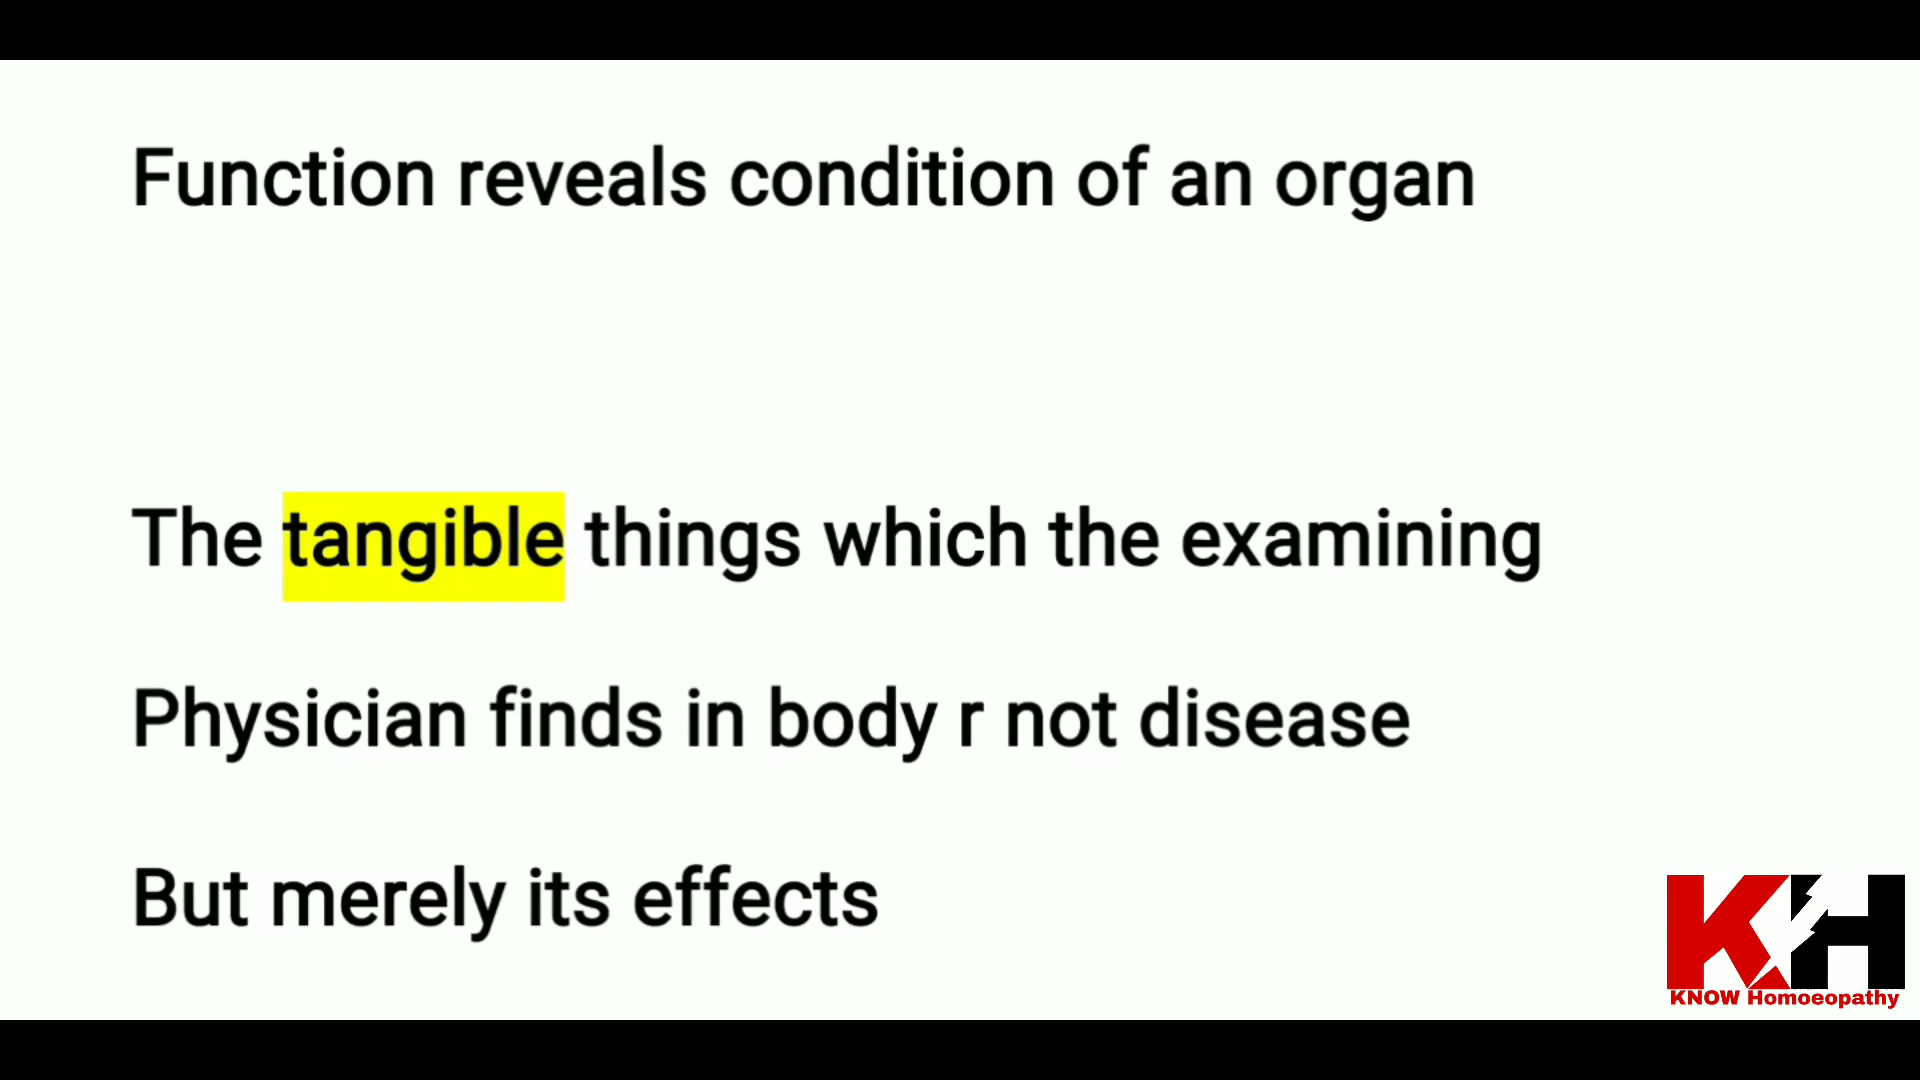 Function reveals condition of an organ
The tangible things which the examining
Physician finds in body r not disease
But merely its effects
KH
KNOW Homoeopathy